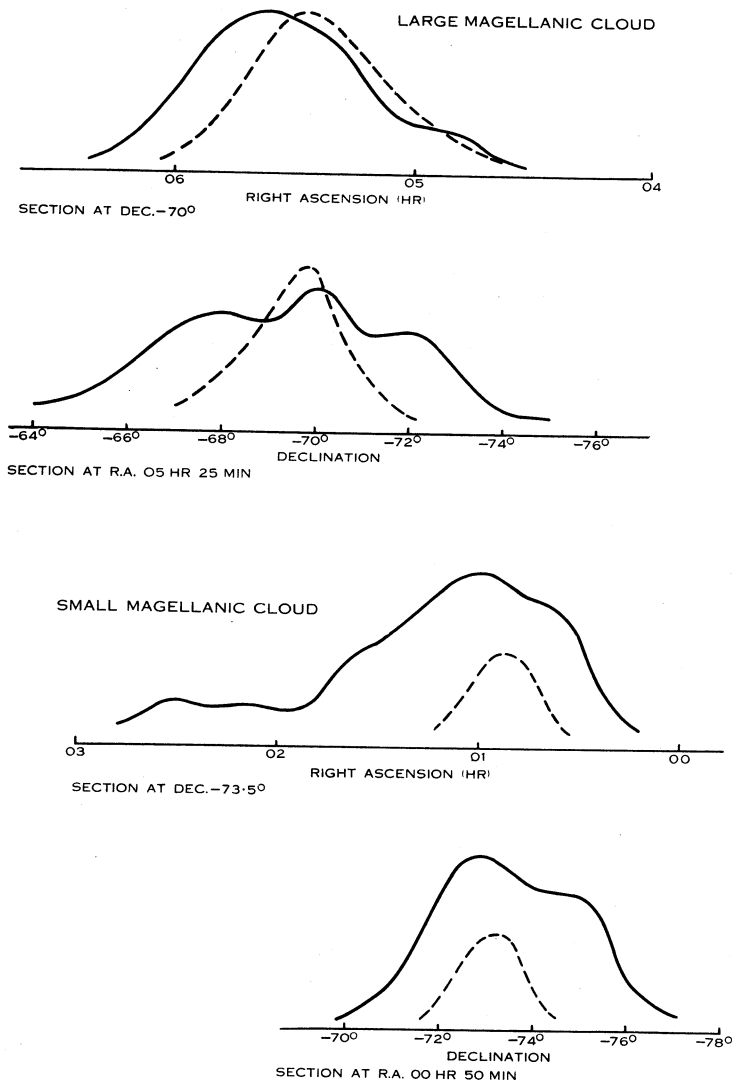 LARGE MAGELLANIC CLOUD
06 05 04
RIGHT ASCENSION (HR)
SECTION AT DEC.-70°
-64° -66° -68° -70° -72° -74° -76°
DECLINATION
SECTION AT R.A. 05 HR 25 MIN
SMALL MAGELLANIC CLOUD
03 02 01 00
RIGHT ASCENSION (HR)
SECTION AT DEC.-73·5°
-70° -72° -74° -76° -78°
DECLINATION
SECTION AT R.A. 00 HR 50 MIN